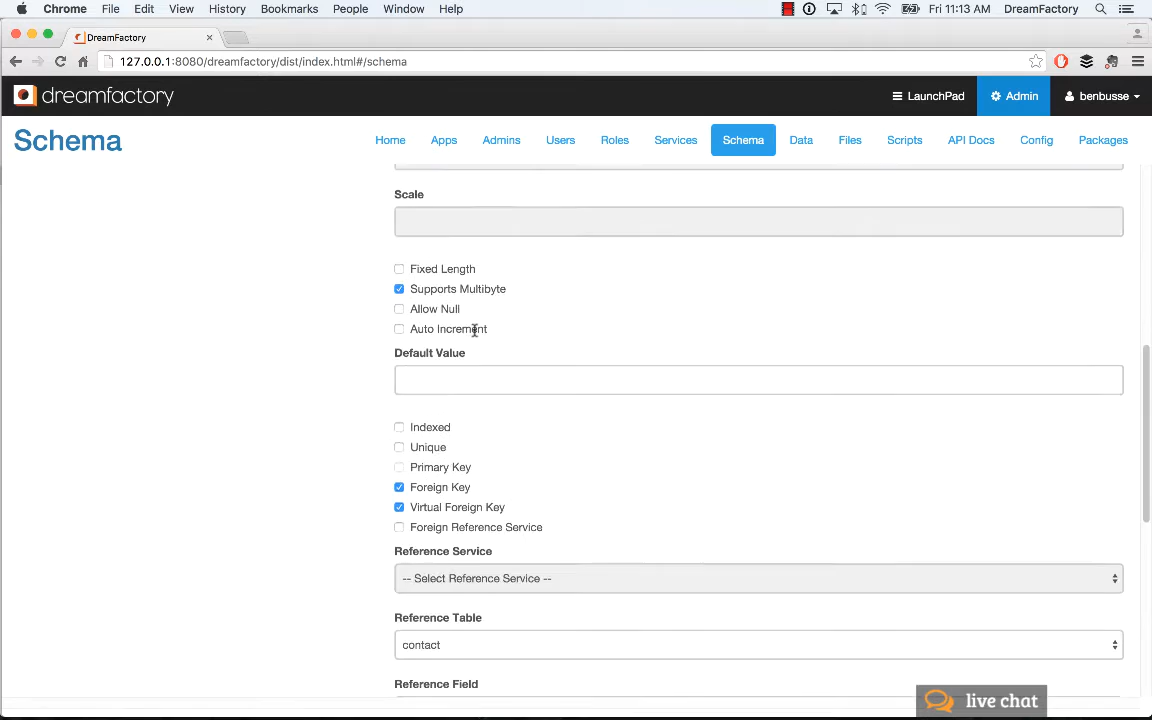 Chrome File Edit View History Bookmarks People Window Help Fri 11:13 AM DreamFactory
DreamFactory
127.0.0.1:8080/dreamfactory/dist/index.html#/schema
dreamfactory LaunchPad Admin benbusse
Schema Home Apps Admins Users Roles Services Schema Data Files Scripts API Docs Config Packages
Scale
Fixed Length
Supports Multibyte
Allow Null
Auto Increment
Default Value
Indexed
Unique
Primary Key
Foreign Key
Virtual Foreign Key
Foreign Reference Service
Reference Service
-- Select Reference Service --
Reference Table
contact
Reference Field
live chat